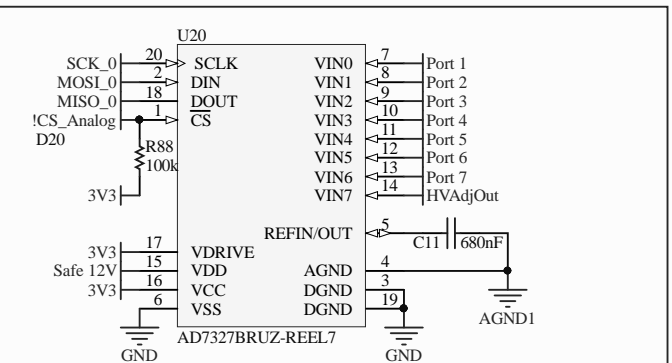 U20
SCK_0 20 SCLK VIN0 7 Port 1
MOSI_0 2 DIN VIN1 8 Port 2
MISO_0 18 DOUT VIN2 9 Port 3
!CS_Analog 1 CS VIN3 10 Port 4
D20 VIN4 11 Port 5
R88 VIN5 12 Port 6
100k VIN6 13 Port 7
3V3 VIN7 14 HVAdjOut
REFIN/OUT 5 C11 680nF
3V3 17 VDRIVE
Safe 12V 15 VDD AGND 4
3V3 16 VCC DGND 3
6 VSS DGND 19
AGND1
AD7327BRUZ-REEL7
GND GND